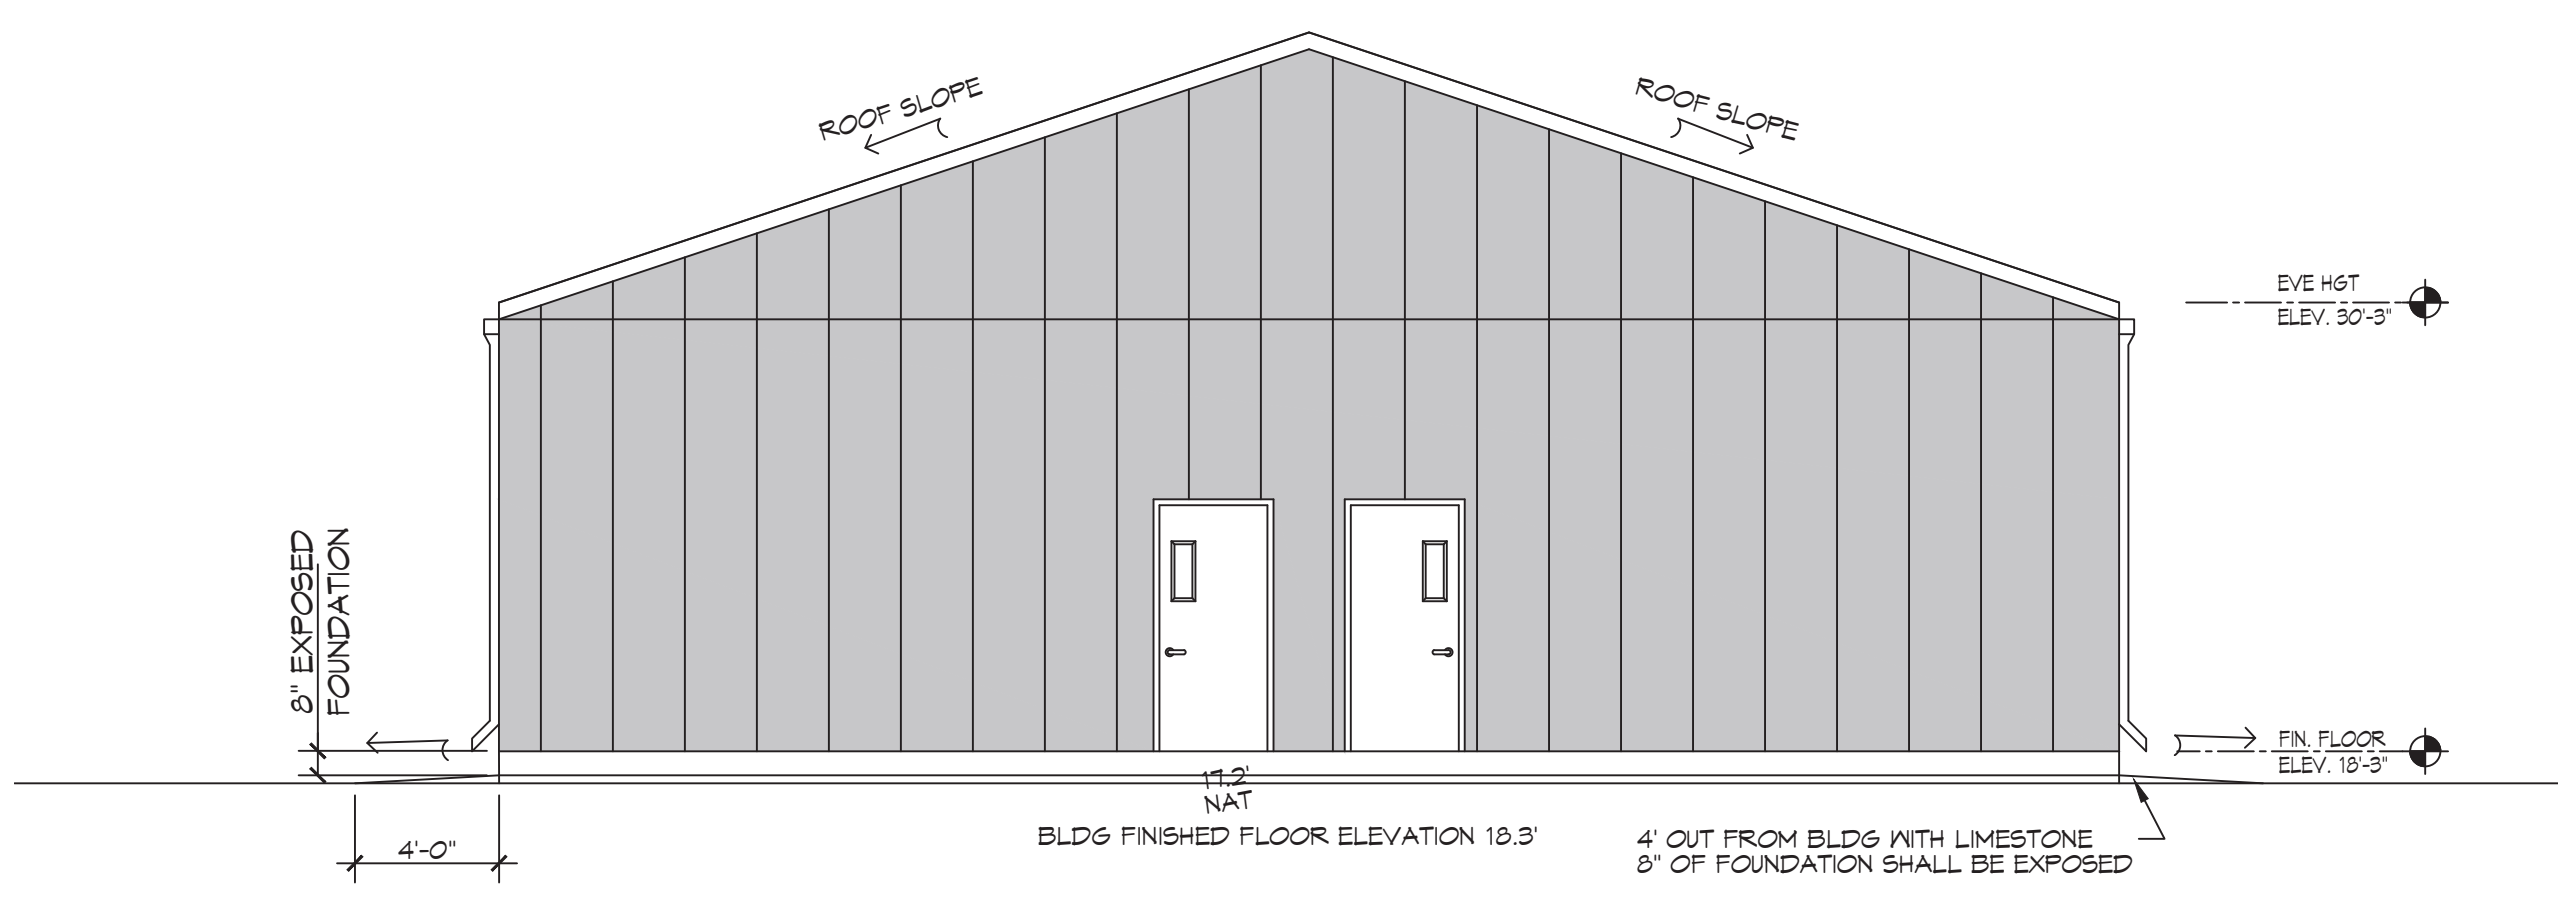 ROOF SLOPE
ROOF SLOPE
EVE HGT
ELEV. 30'-3"
8" EXPOSED
FOUNDATION
FIN. FLOOR
ELEV. 18'-3"
17.2'
NAT
BLDG FINISHED FLOOR ELEVATION 18.3'
4'-0"
4' OUT FROM BLDG WITH LIMESTONE
8" OF FOUNDATION SHALL BE EXPOSED